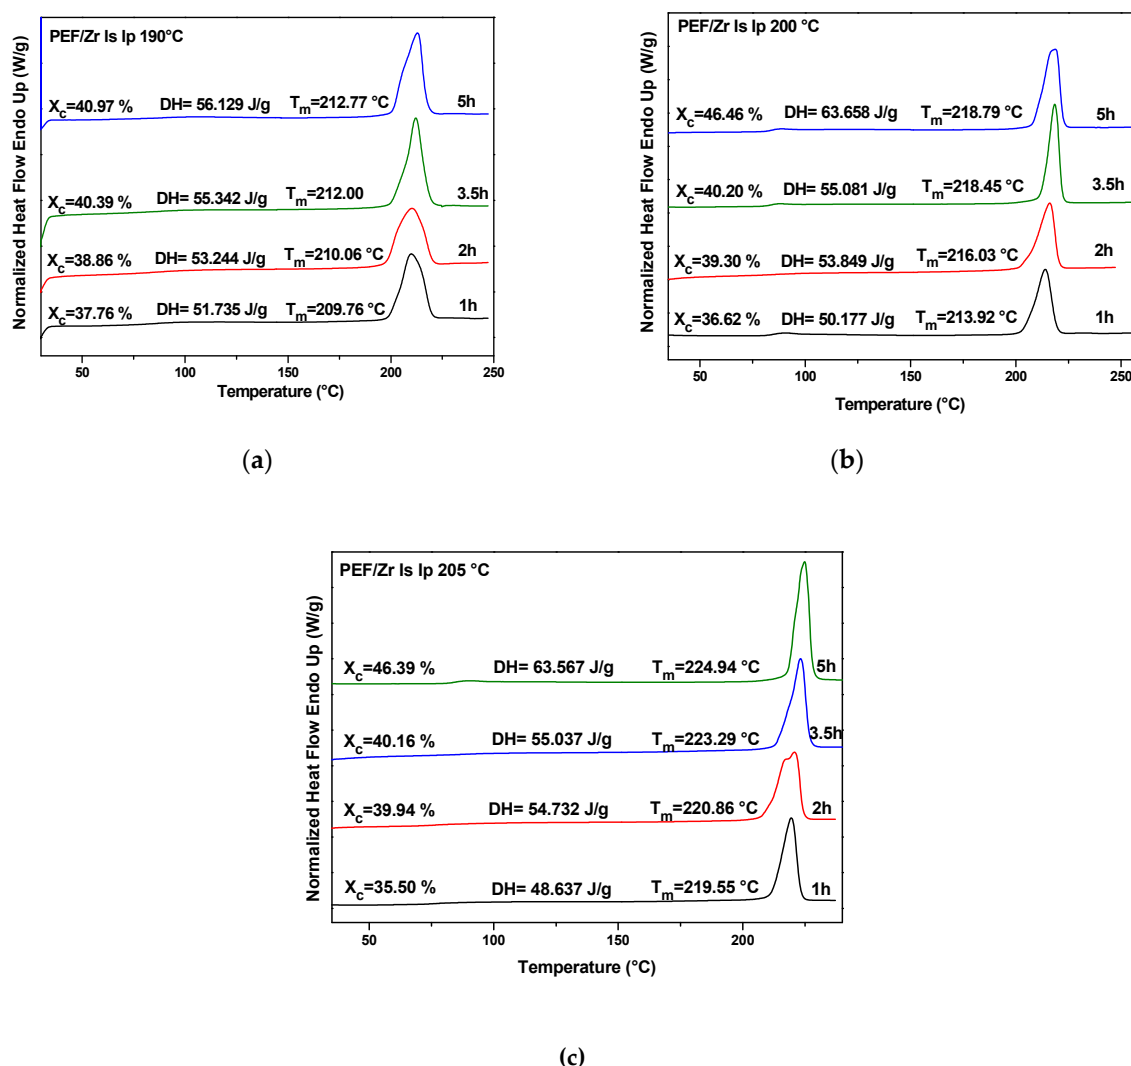 PEF/Zr Is Ip 190°C
Normalized Heat Flow Endo Up (W/g)
Xc=40.97 % DH= 56.129 J/g Tm=212.77 °C 5h
Xc=40.39 % DH= 55.342 J/g Tm=212.00 3.5h
Xc=38.86 % DH= 53.244 J/g Tm=210.06 °C 2h
Xc=37.76 % DH= 51.735 J/g Tm=209.76 °C 1h
50 100 150 200 250
Temperature (°C)
(a)
PEF/Zr Is Ip 200 °C
Normalized Heat Flow Endo Up (W/g)
Xc=46.46 % DH= 63.658 J/g Tm=218.79 °C 5h
Xc=40.20 % DH= 55.081 J/g Tm=218.45 °C 3.5h
Xc=39.30 % DH= 53.849 J/g Tm=216.03 °C 2h
Xc=36.62 % DH= 50.177 J/g Tm=213.92 °C 1h
50 100 150 200 250
Temperature (°C)
(b)
PEF/Zr Is Ip 205 °C
Normalized Heat Flow Endo Up (W/g)
Xc=46.39 % DH= 63.567 J/g Tm=224.94 °C 5h
Xc=40.16 % DH= 55.037 J/g Tm=223.29 °C 3.5h
Xc=39.94 % DH= 54.732 J/g Tm=220.86 °C 2h
Xc=35.50 % DH= 48.637 J/g Tm=219.55 °C 1h
50 100 150 200
Temperature (°C)
(c)